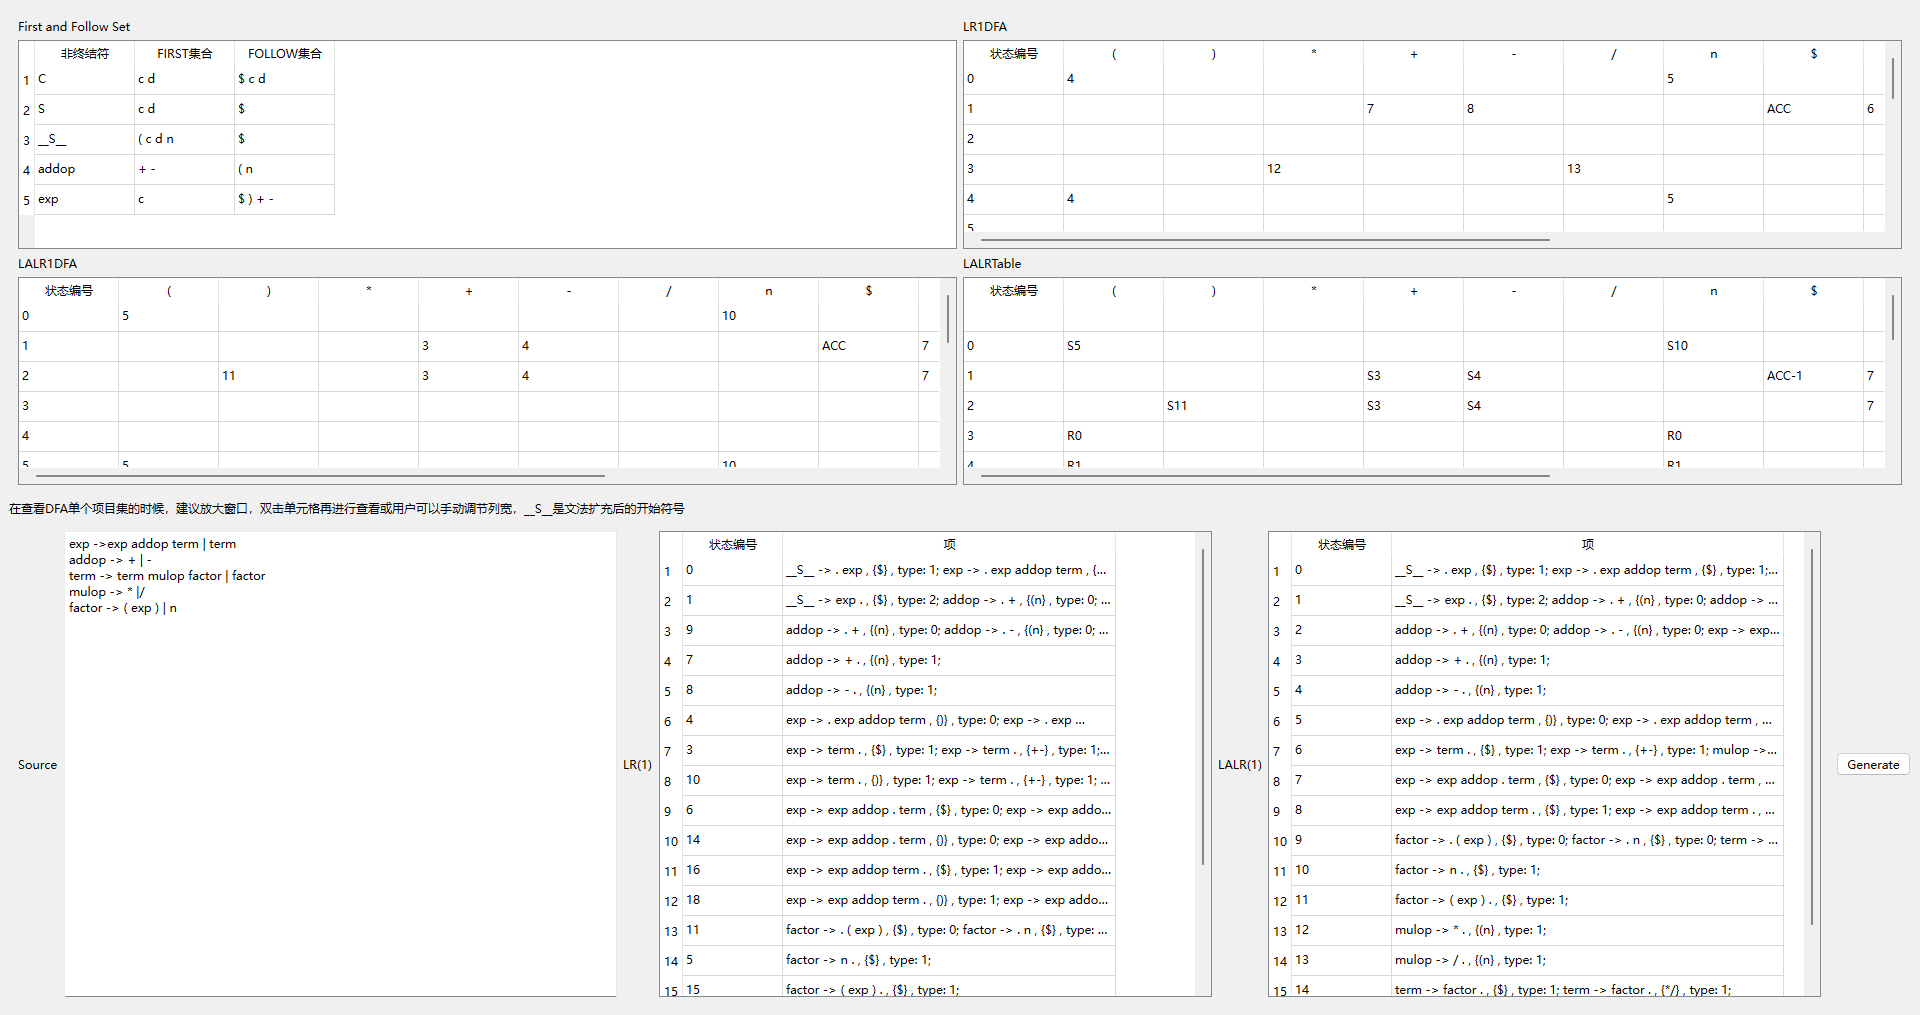 First and Follow Set
非终结符 FIRST集合 FOLLOW集合
1 C c d $ c d
2 S c d $
3 __S__ ( c d n $
4 addop + - ( n
5 exp c $ ) + -
LR1DFA
状态编号 ( ) * + - / n $
0 4 5
1 7 8 ACC 6
2
3 12 13
4 4 5
5
LALR1DFA
状态编号 ( ) * + - / n $
0 5 10
1 3 4 ACC 7
2 11 3 4 7
3
4
5 5 10
LALRTable
状态编号 ( ) * + - / n $
0 S5 S10
1 S3 S4 ACC-1 7
2 S11 S3 S4 7
3 R0 R0
4 R1 R1
在查看DFA单个项目集的时候，建议放大窗口，双击单元格再进行查看或用户可以手动调节列宽，__S__是文法扩充后的开始符号
Source
exp ->exp addop term | term
addop -> + | -
term -> term mulop factor | factor
mulop -> * |/
factor -> ( exp ) | n
LR(1)
状态编号 项
1 0 __S__ -> . exp , {$} , type: 1; exp -> . exp addop term , {...
2 1 __S__ -> exp . , {$} , type: 2; addop -> . + , {(n} , type: 0; ...
3 9 addop -> . + , {(n} , type: 0; addop -> . - , {(n} , type: 0; ...
4 7 addop -> + . , {(n} , type: 1;
5 8 addop -> - . , {(n} , type: 1;
6 4 exp -> . exp addop term , {)} , type: 0; exp -> . exp ...
7 3 exp -> term . , {$} , type: 1; exp -> term . , {+-} , type: 1;...
8 10 exp -> term . , {)} , type: 1; exp -> term . , {+-} , type: 1; ...
9 6 exp -> exp addop . term , {$} , type: 0; exp -> exp addo...
10 14 exp -> exp addop . term , {)} , type: 0; exp -> exp addo...
11 16 exp -> exp addop term . , {$} , type: 1; exp -> exp addo...
12 18 exp -> exp addop term . , {)} , type: 1; exp -> exp addo...
13 11 factor -> . ( exp ) , {$} , type: 0; factor -> . n , {$} , type: ...
14 5 factor -> n . , {$} , type: 1;
15 15 factor -> ( exp ) . , {$} , type: 1;
LALR(1)
状态编号 项
1 0 __S__ -> . exp , {$} , type: 1; exp -> . exp addop term , {$} , type: 1;...
2 1 __S__ -> exp . , {$} , type: 2; addop -> . + , {(n} , type: 0; addop -> ...
3 2 addop -> . + , {(n} , type: 0; addop -> . - , {(n} , type: 0; exp -> exp...
4 3 addop -> + . , {(n} , type: 1;
5 4 addop -> - . , {(n} , type: 1;
6 5 exp -> . exp addop term , {)} , type: 0; exp -> . exp addop term , ...
7 6 exp -> term . , {$} , type: 1; exp -> term . , {+-} , type: 1; mulop ->...
8 7 exp -> exp addop . term , {$} , type: 0; exp -> exp addop . term , ...
9 8 exp -> exp addop term . , {$} , type: 1; exp -> exp addop term . , ...
10 9 factor -> . ( exp ) , {$} , type: 0; factor -> . n , {$} , type: 0; term -> ...
11 10 factor -> n . , {$} , type: 1;
12 11 factor -> ( exp ) . , {$} , type: 1;
13 12 mulop -> * . , {(n} , type: 1;
14 13 mulop -> / . , {(n} , type: 1;
15 14 term -> factor . , {$} , type: 1; term -> factor . , {*/} , type: 1;
Generate